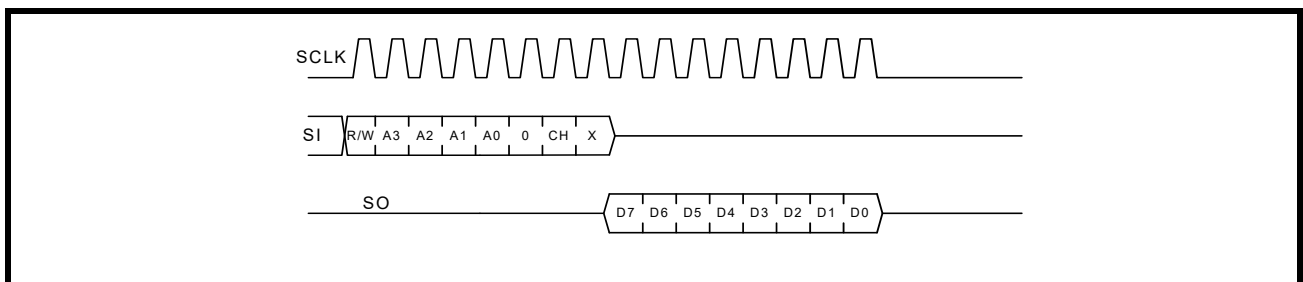 SCLK
SI R/W A3 A2 A1 A0 0 CH X
SO
D7 D6 D5 D4 D3 D2 D1 D0